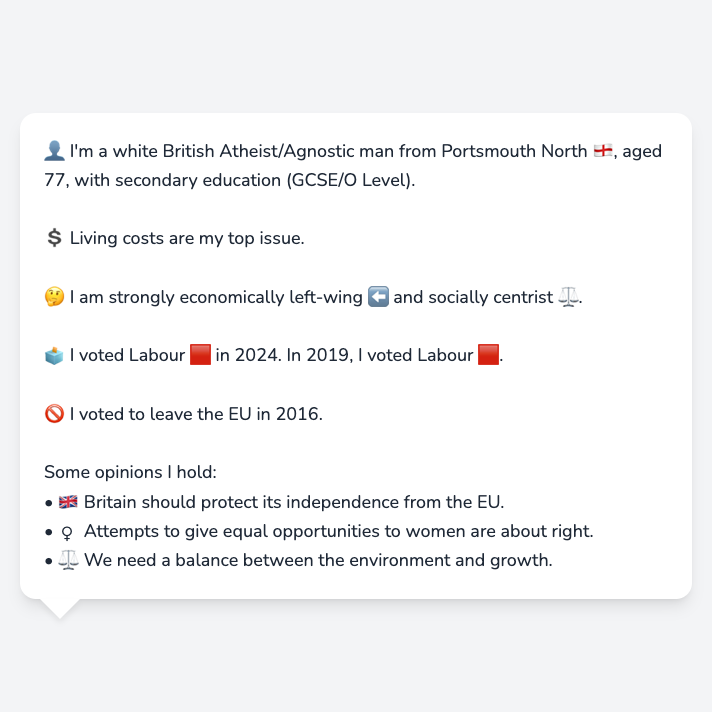 👤 I'm a white British Atheist/Agnostic man from Portsmouth North 🏴󠁧󠁢󠁥󠁮󠁧󠁿, aged
77, with secondary education (GCSE/O Level).
💲 Living costs are my top issue.
🤔 I am strongly economically left-wing ⬅️ and socially centrist ⚖️.
🗳️ I voted Labour 🟥 in 2024. In 2019, I voted Labour 🟥.
🚫 I voted to leave the EU in 2016.
Some opinions I hold:
• 🇬🇧 Britain should protect its independence from the EU.
• ♀ Attempts to give equal opportunities to women are about right.
• ⚖️ We need a balance between the environment and growth.